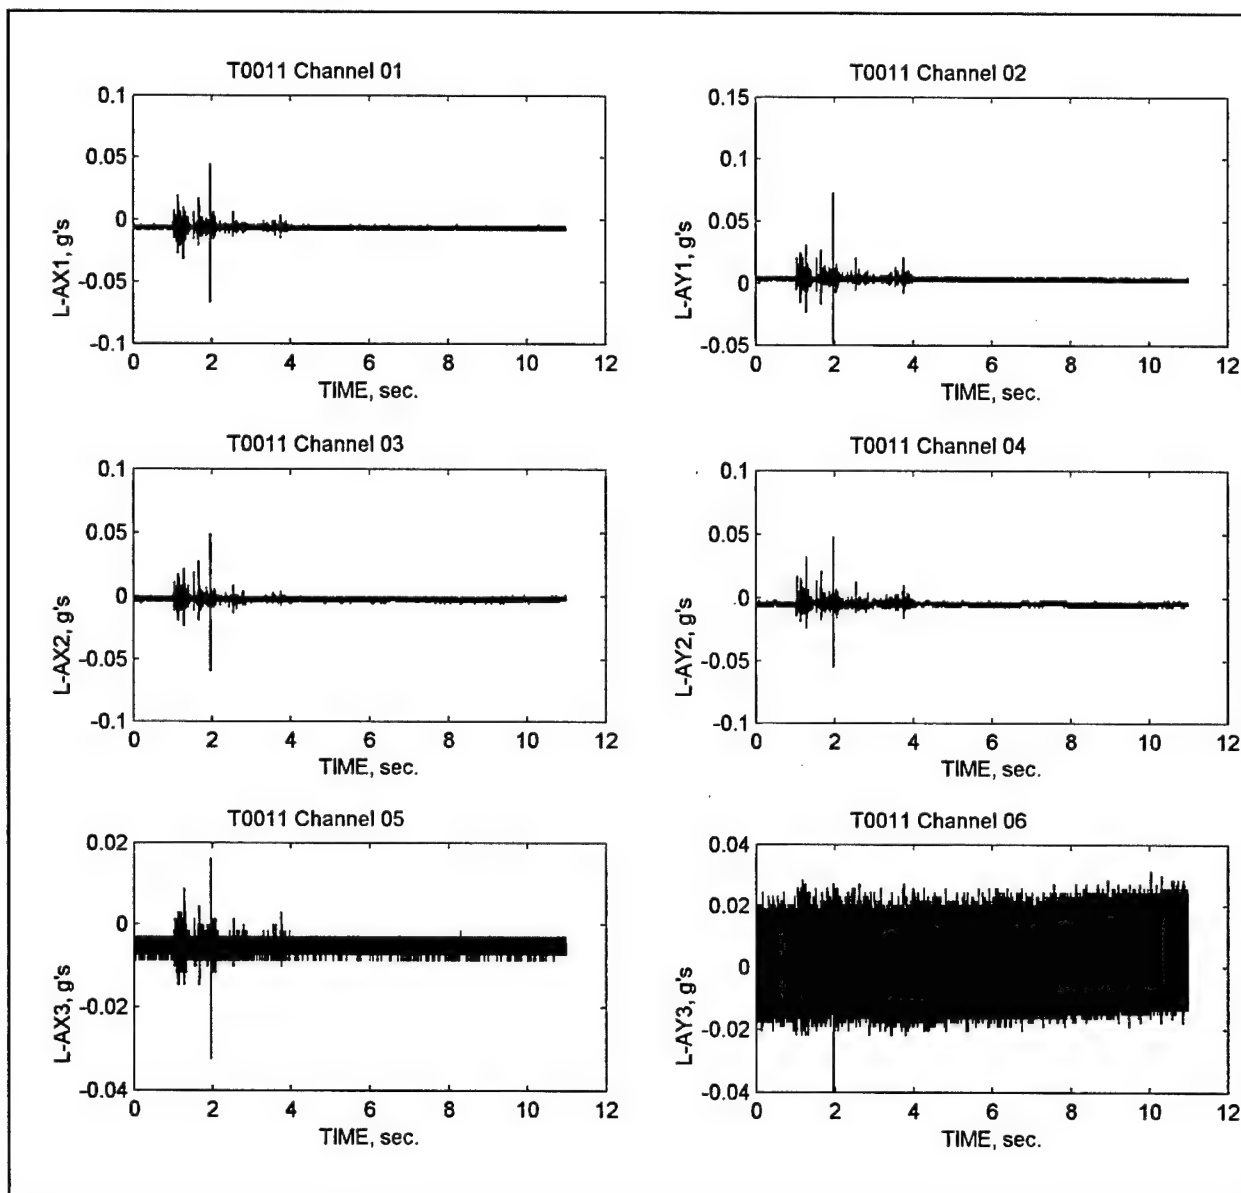 T0011 Channel 01
0.1
0.05
0
-0.05
-0.1
L-AX1, g's
0 2 4 6 8 10 12
TIME, sec.
T0011 Channel 02
0.15
0.1
0.05
0
-0.05
L-AY1, g's
0 2 4 6 8 10 12
TIME, sec.
T0011 Channel 03
0.1
0.05
0
-0.05
-0.1
L-AX2, g's
0 2 4 6 8 10 12
TIME, sec.
T0011 Channel 04
0.1
0.05
0
-0.05
-0.1
L-AY2, g's
0 2 4 6 8 10 12
TIME, sec.
T0011 Channel 05
0.02
0
-0.02
-0.04
L-AX3, g's
0 2 4 6 8 10 12
TIME, sec.
T0011 Channel 06
0.04
0.02
0
-0.02
-0.04
L-AY3, g's
0 2 4 6 8 10 12
TIME, sec.